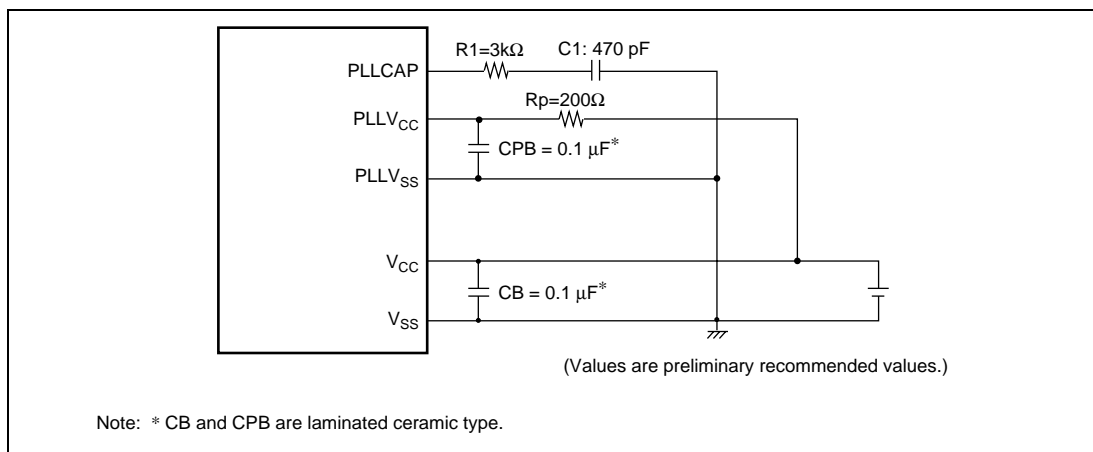 R1=3kΩ C1: 470 pF
PLLCAP
Rp=200Ω
PLLVCC
CPB = 0.1 μF*
PLLVSS
VCC
CB = 0.1 μF*
VSS
(Values are preliminary recommended values.)
Note: * CB and CPB are laminated ceramic type.